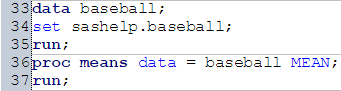 33 data baseball;
34 set sashelp.baseball;
35 run;
36 proc means data = baseball MEAN;
37 run;